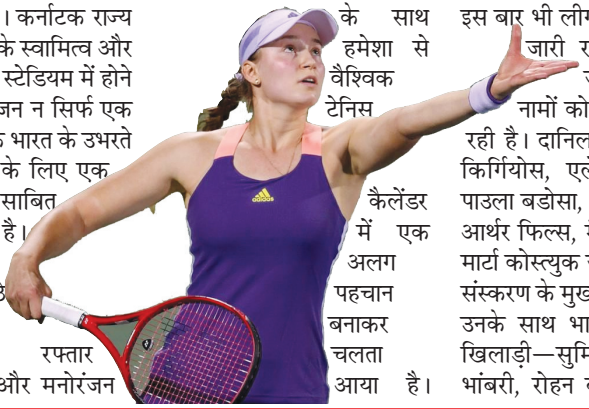 । कर्नाटक राज्य
के स्वामित्व और
स्टेडियम में होने
जन न सिर्फ एक
भारत के उभरते
के लिए एक
साबित
है।
रफ्तार
और मनोरंजन
के साथ
हमेशा से
वैश्विक
टेनिस
कैलेंडर
में एक
अलग
पहचान
बनाकर
चलता
आया है।
इस बार भी
जारी
नामों को
रही है।
किर्गियोस,
पाउला बडोसा,
आर्थर फिल्स,
मार्टा कोस्त्युक
संस्करण के
उनके साथ
खिलाड़ी—
भांबरी, रोहन
adidas